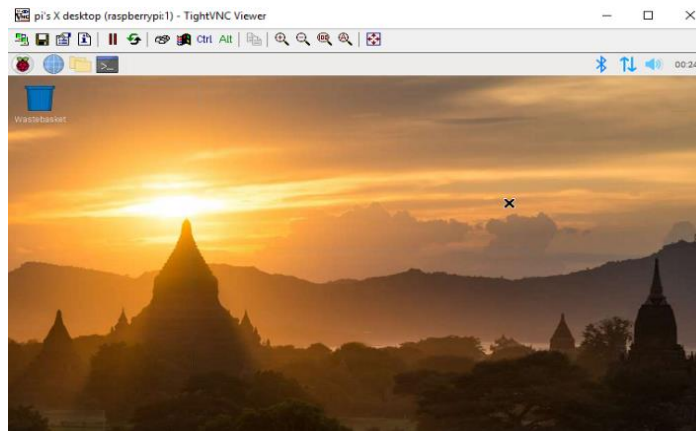 pi's X desktop (raspberrypi:1) - TightVNC Viewer
Ctrl Alt
00:24
Wastebasket